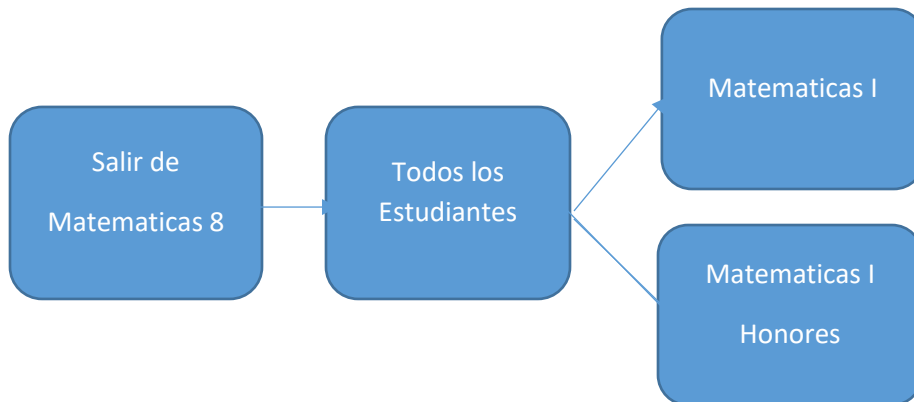 Salir de
Matematicas 8
Todos los
Estudiantes
Matematicas I
Matematicas I
Honores